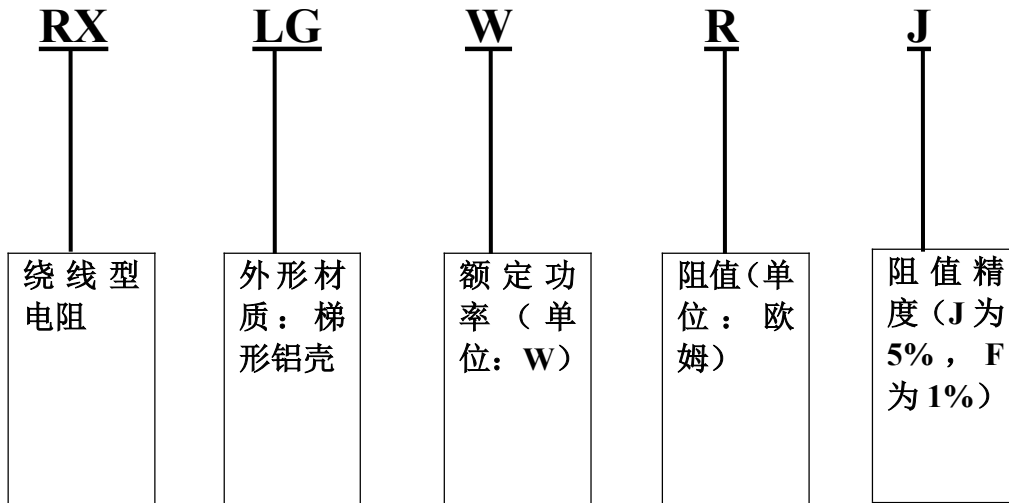 RX LG W R J
绕线型
电阻
外形材
质：梯
形铝壳
额定功
率（单
位：W）
阻值（单
位：欧
姆）
阻值精
度（J为
5%，F
为1%）